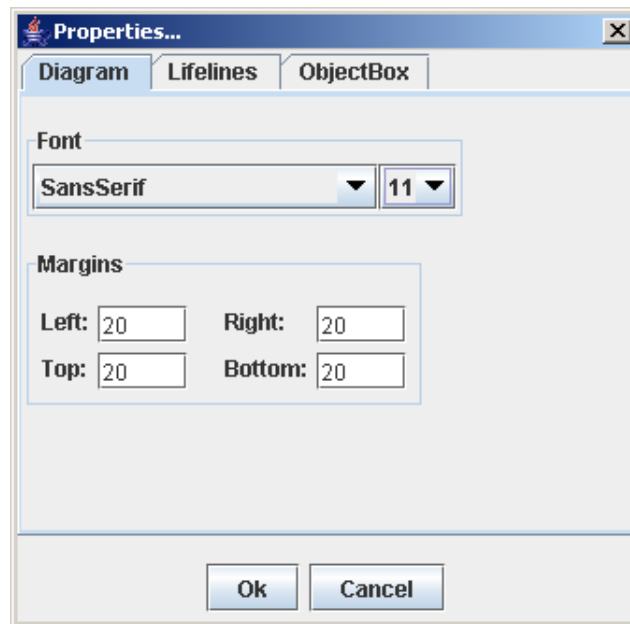 Properties...
Diagram Lifelines ObjectBox
Font
SansSerif 11
Margins
Left: 20 Right: 20
Top: 20 Bottom: 20
Ok Cancel